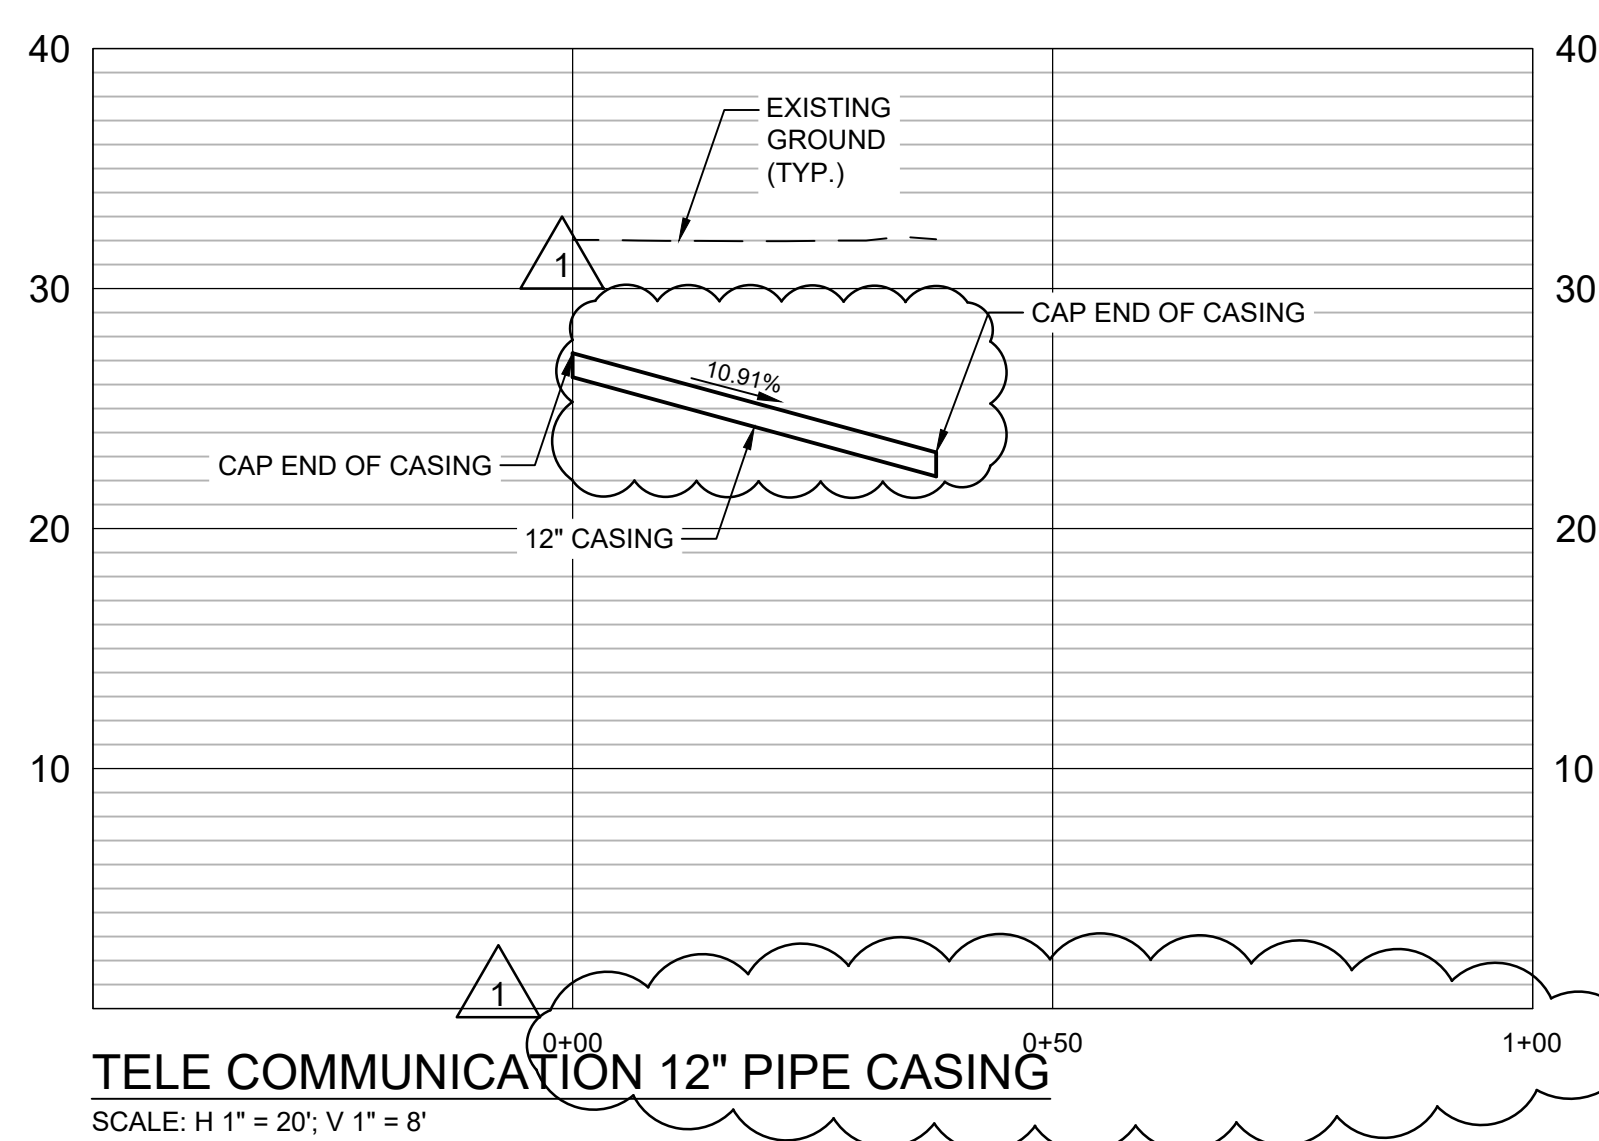 40
40
EXISTING
GROUND
(TYP.)
1
30
30
CAP END OF CASING
10.91%
CAP END OF CASING
20
20
12" CASING
10
10
1
0+00
0+50
1+00
TELE COMMUNICATION 12" PIPE CASING
SCALE: H 1" = 20'; V 1" = 8'